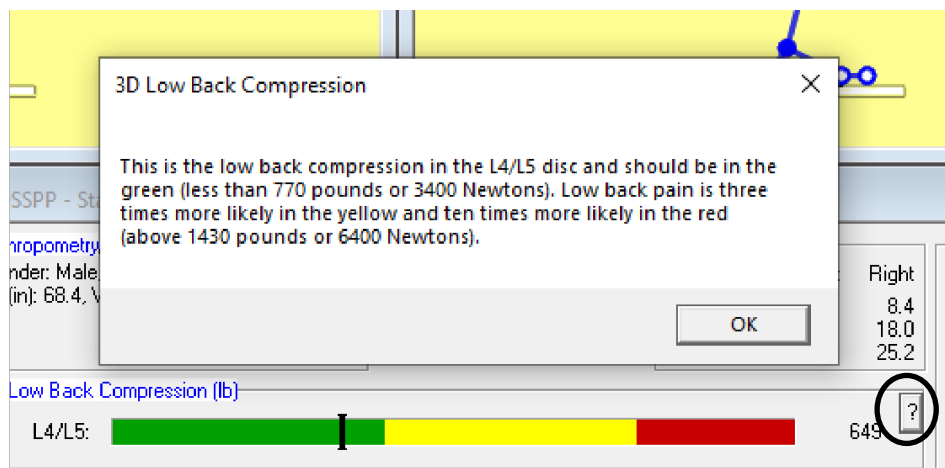 3D Low Back Compression
This is the low back compression in the L4/L5 disc and should be in the
green (less than 770 pounds or 3400 Newtons). Low back pain is three
times more likely in the yellow and ten times more likely in the red
(above 1430 pounds or 6400 Newtons).
OK
SSPP - Sta
hropometry
nder: Male, Right
(in): 68.4, 8.4
18.0
25.2
Low Back Compression (lb)
L4/L5: 649 ?